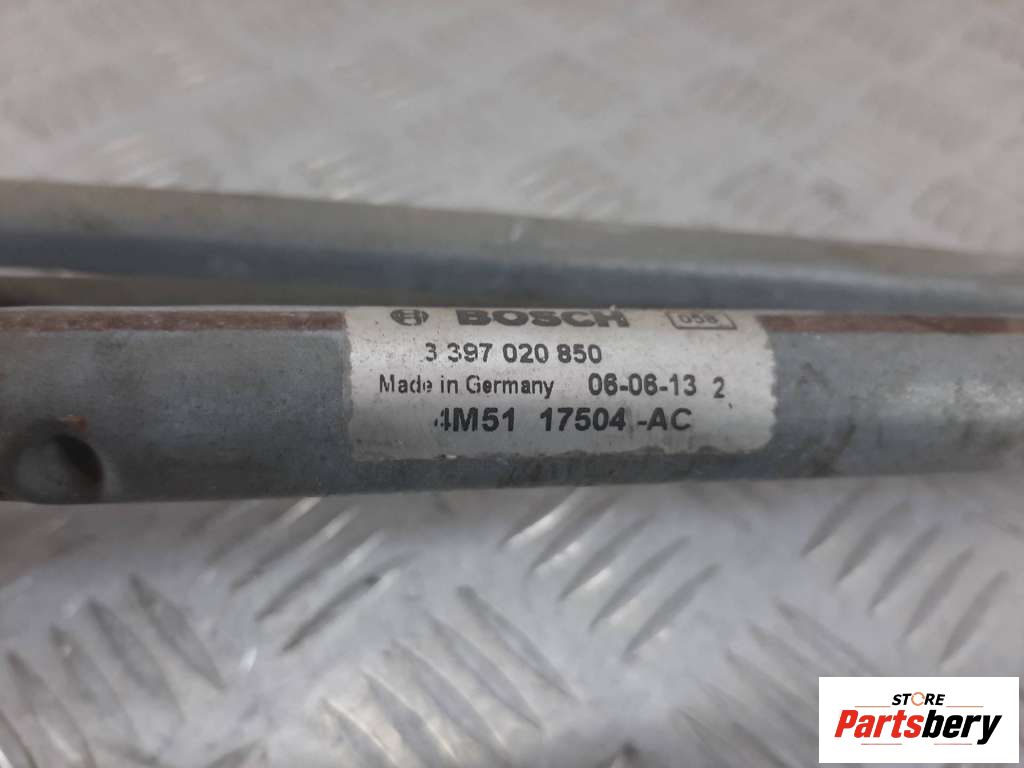 BOSCH 058
3 397 020 850
Made in Germany 06-06-13 2
4M51 17504-AC
STORE
Partsbery